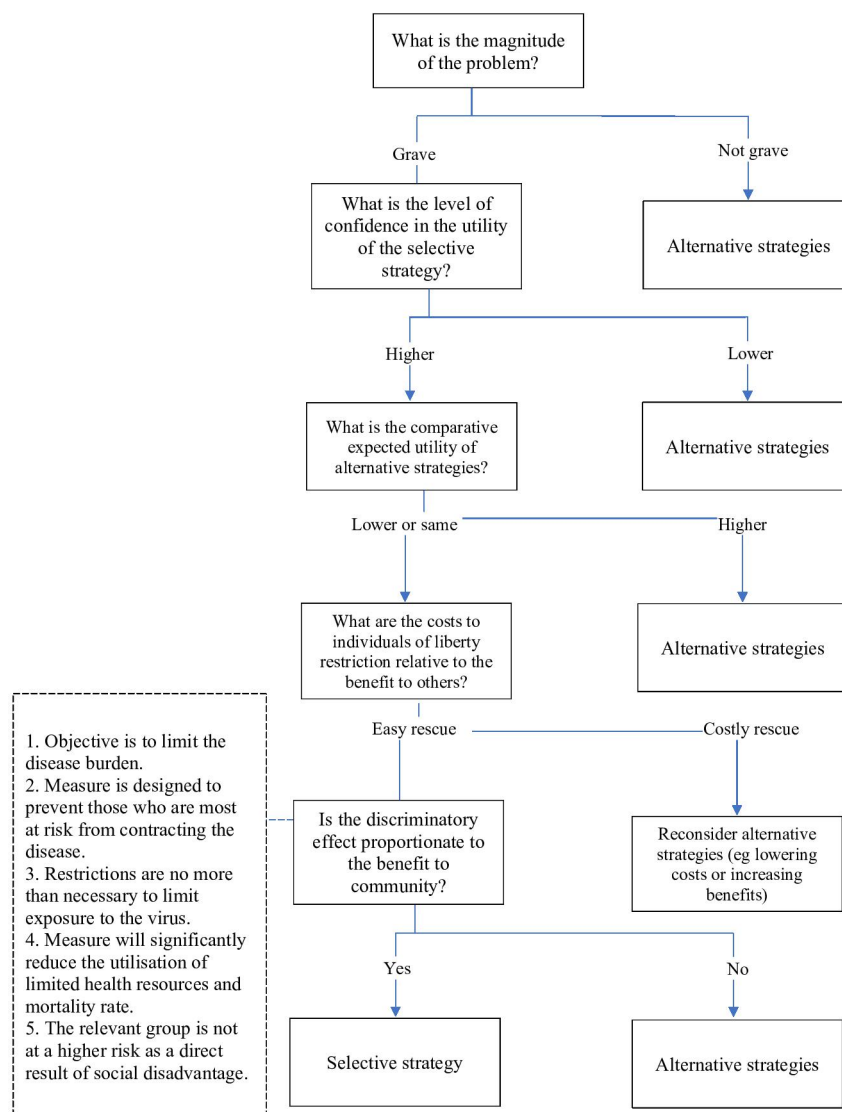 What is the magnitude
of the problem?
Grave
Not grave
What is the level of
confidence in the utility
of the selective
strategy?
Alternative strategies
Higher
Lower
What is the comparative
expected utility of
alternative strategies?
Alternative strategies
Lower or same
Higher
What are the costs to
individuals of liberty
restriction relative to the
benefit to others?
Alternative strategies
Easy rescue
Costly rescue
1. Objective is to limit the
disease burden.
2. Measure is designed to
prevent those who are most
at risk from contracting the
disease.
3. Restrictions are no more
than necessary to limit
exposure to the virus.
4. Measure will significantly
reduce the utilisation of
limited health resources and
mortality rate.
5. The relevant group is not
at a higher risk as a direct
result of social disadvantage.
Is the discriminatory
effect proportionate to
the benefit to
community?
Reconsider alternative
strategies (eg lowering
costs or increasing
benefits)
Yes
No
Selective strategy
Alternative strategies